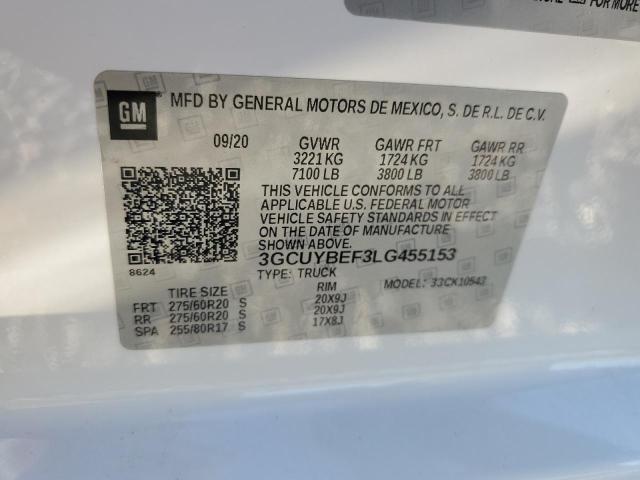 FOR MORE
GM
MFD BY GENERAL MOTORS DE MEXICO, S. DE R.L. DE C.V.
09/20 GVWR GAWR FRT GAWR RR
3221 KG 1724 KG 1724 KG
7100 LB 3800 LB 3800 LB
THIS VEHICLE CONFORMS TO ALL
APPLICABLE U.S. FEDERAL MOTOR
VEHICLE SAFETY STANDARDS IN EFFECT
ON THE DATE OF MANUFACTURE
SHOWN ABOVE.
3GCUYBEF3LG455153
8624
TYPE: TRUCK MODEL: 33CK10543
TIRE SIZE RIM
FRT 275/60R20 S 20X9J
RR 275/60R20 S 20X9J
SPA 255/80R17 S 17X8J